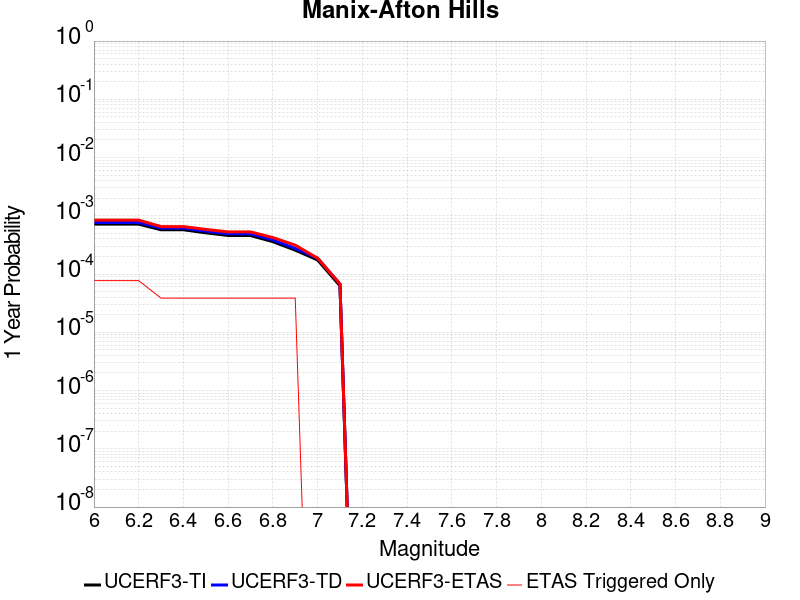 Manix-Afton Hills
1 Year Probability
10^0
10^-1
10^-2
10^-3
10^-4
10^-5
10^-6
10^-7
10^-8
6 6.2 6.4 6.6 6.8 7 7.2 7.4 7.6 7.8 8 8.2 8.4 8.6 8.8 9
Magnitude
UCERF3-TI UCERF3-TD UCERF3-ETAS ETAS Triggered Only